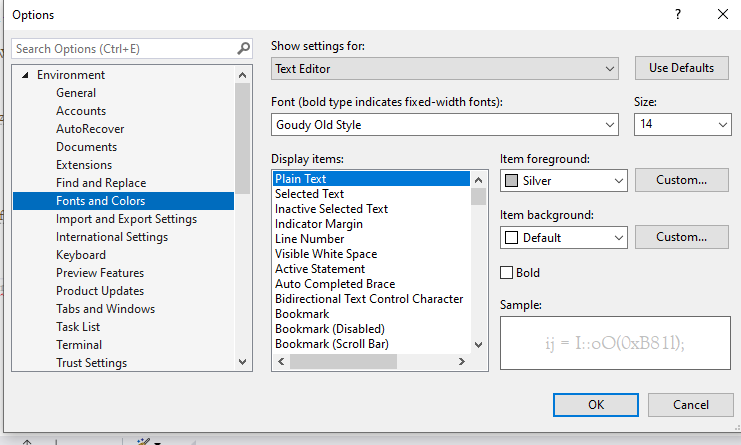 Options
?
Search Options (Ctrl+E)
Environment
General
Accounts
AutoRecover
Documents
Extensions
Find and Replace
Fonts and Colors
Import and Export Settings
International Settings
Keyboard
Preview Features
Product Updates
Tabs and Windows
Task List
Terminal
Trust Settings
Show settings for:
Text Editor
Use Defaults
Font (bold type indicates fixed-width fonts):
Goudy Old Style
Size:
14
Display items:
Plain Text
Selected Text
Inactive Selected Text
Indicator Margin
Line Number
Visible White Space
Active Statement
Auto Completed Brace
Bidirectional Text Control Character
Bookmark
Bookmark (Disabled)
Bookmark (Scroll Bar)
Item foreground:
Silver
Custom...
Item background:
Default
Custom...
Bold
Sample:
ij = I::oO(0xB81l);
OK
Cancel